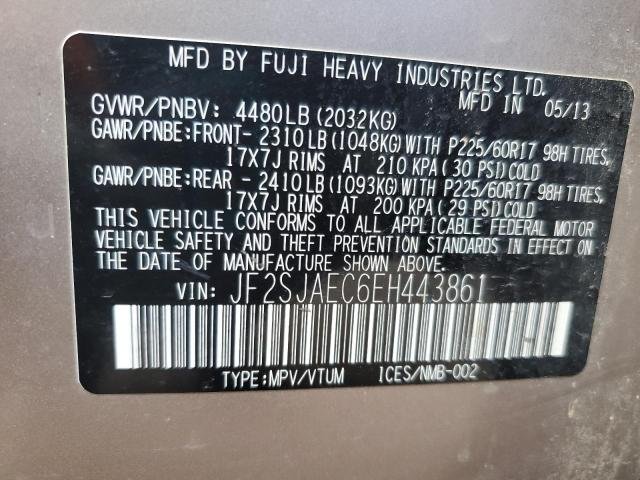 MFD BY FUJI HEAVY INDUSTRIES LTD.
MFD IN 05/13
GVWR/PNBV: 4480LB (2032KG)
GAWR/PNBE:FRONT- 2310LB (1048KG) WITH P225/60R17 98H TIRES,
17X7J RIMS AT 210 KPA (30 PSI) COLD
GAWR/PNBE:REAR - 2410LB (1093KG) WITH P225/60R17 98H TIRES,
17X7J RIMS AT 200 KPA (29 PSI) COLD
THIS VEHICLE CONFORMS TO ALL APPLICABLE FEDERAL MOTOR
VEHICLE SAFETY AND THEFT PREVENTION STANDARDS IN EFFECT ON
THE DATE OF MANUFACTURE SHOWN ABOVE.
VIN: JF2SJAEC6EH443861
TYPE:MPV/VTUM ICES/NMB-002